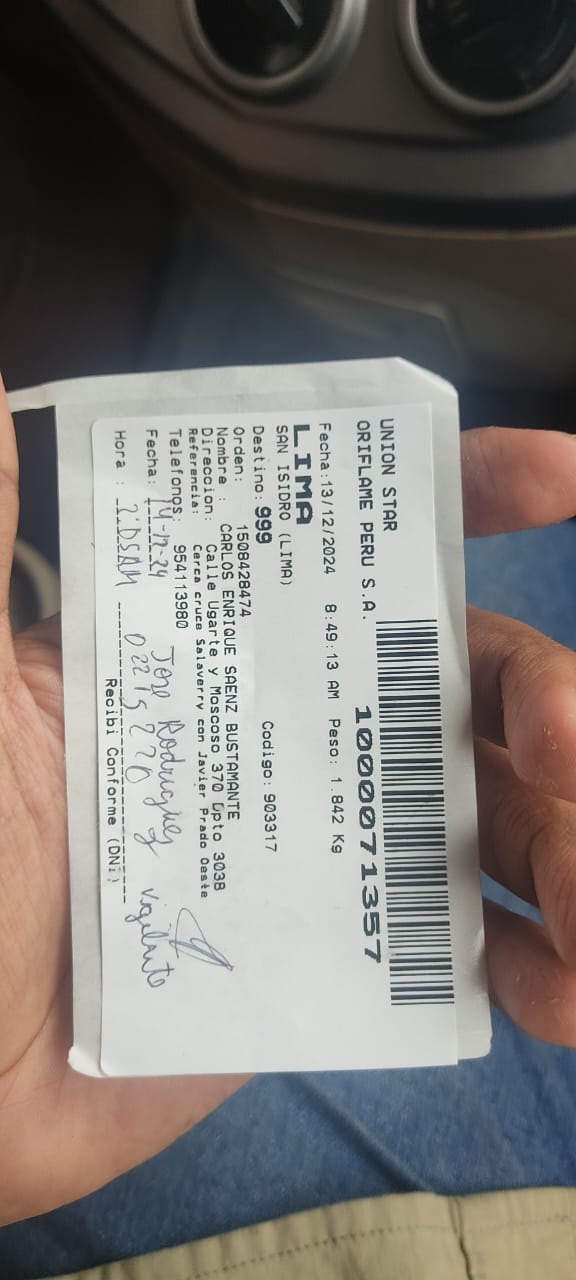 UNION STAR
ORIFLAME PERU S.A.
1000071357
Fecha:13/12/2024 8:49:13 AM Peso: 1.842 Kg
LIMA
SAN ISIDRO (LIMA)
Destino: 999 Codigo: 903317
Orden: 1508428474
Nombre : CARLOS ENRIQUE SAENZ BUSTAMANTE
Direccion: Calle Ugarte y Moscoso 370 Dpto 303B
Referencia: Cerca cruce Salaverry con Javier Prado Oeste
Telefonos: 954113980
Fecha: 14-12-24 Jose Rodriguez Vigilante
Hora :
Recibi Conforme (DNI)